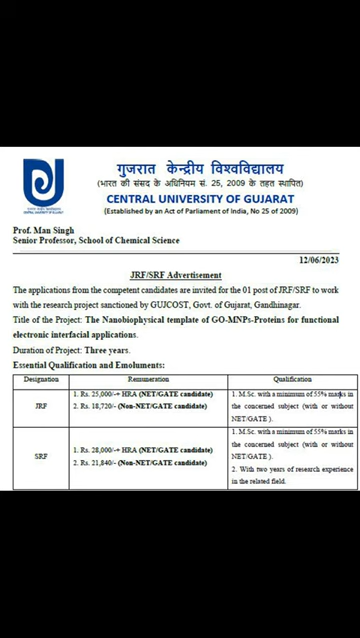 गुजरात केन्द्रीय विश्वविद्यालय
(भारत की संसद के अधिनियम सं. 25, 2009 के तहत स्थापित)
CENTRAL UNIVERSITY OF GUJARAT
(Established by an Act of Parliament of India, No 25 of 2009)
CENTRAL UNIVERSITY OF GUJARAT
Prof. Man Singh
Senior Professor, School of Chemical Science
12/06/2023
JRF/SRF Advertisement
The applications from the competent candidates are invited for the 01 post of JRF/SRF to work
with the research project sanctioned by GUJCOST, Govt. of Gujarat, Gandhinagar.
Title of the Project: The Nanobiophysical template of GO-MNPs-Proteins for functional
electronic interfacial applications.
Duration of Project: Three years.
Essential Qualification and Emoluments:
Designation Remuneration Qualification
JRF
1. Rs. 25,000/-+ HRA (NET/GATE candidate)
2. Rs. 18,720/- (Non-NET/GATE candidate)
1. M.Sc. with a minimum of 55% marks in
the concerned subject (with or without
NET/GATE ).
SRF
1. Rs. 28,000/-+ HRA (NET/GATE candidate)
2. Rs. 21,840/- (Non-NET/GATE candidate)
1. M.Sc. with a minimum of 55% marks in
the concerned subject (with or without
NET/GATE ).
2. With two years of research experience
in the related field.